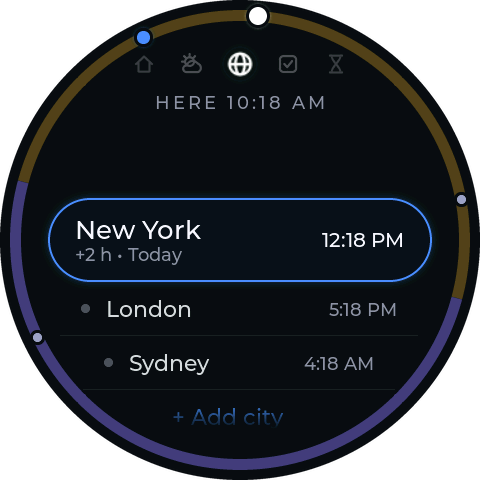 HERE 10:18 AM
New York
12:18 PM
+2 h • Today
London 5:18 PM
Sydney 4:18 AM
+ Add city